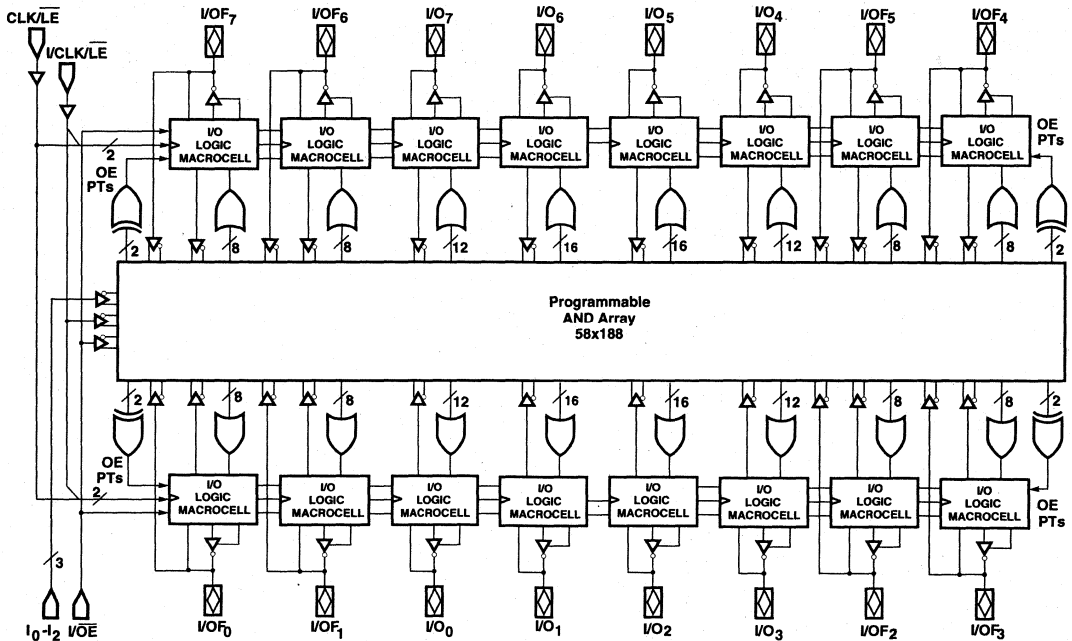 CLK/L̅E̅
I/CLK/L̅E̅
I/OF₇ I/OF₆ I/O₇ I/O₆ I/O₅ I/O₄ I/OF₅ I/OF₄
I/O LOGIC MACROCELL
I/O LOGIC MACROCELL
I/O LOGIC MACROCELL
I/O LOGIC MACROCELL
I/O LOGIC MACROCELL
I/O LOGIC MACROCELL
I/O LOGIC MACROCELL
I/O LOGIC MACROCELL
2
OE PTs
OE PTs
2 8 8 12 16 16 12 8 8 2
Programmable
AND Array
58x188
2 8 8 12 16 16 12 8 8 2
OE PTs
OE PTs
2
I/O LOGIC MACROCELL
I/O LOGIC MACROCELL
I/O LOGIC MACROCELL
I/O LOGIC MACROCELL
I/O LOGIC MACROCELL
I/O LOGIC MACROCELL
I/O LOGIC MACROCELL
I/O LOGIC MACROCELL
3
I₀-I₂ I/O̅E̅ I/OF₀ I/OF₁ I/O₀ I/O₁ I/O₂ I/O₃ I/OF₂ I/OF₃